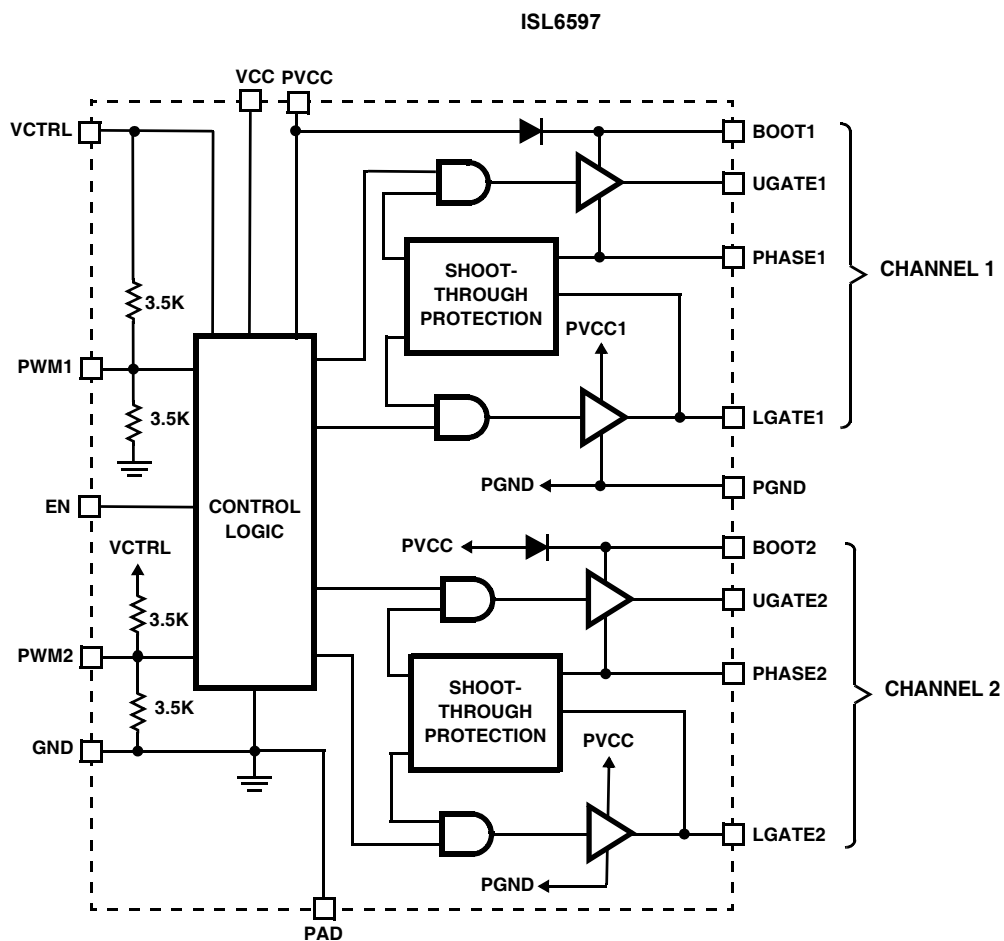 ISL6597
VCC
PVCC
VCTRL
BOOT1
UGATE1
SHOOT-
THROUGH
PROTECTION
PHASE1
CHANNEL 1
3.5K
PVCC1
PWM1
3.5K
LGATE1
PGND
PGND
EN
CONTROL
LOGIC
VCTRL
PVCC
BOOT2
3.5K
UGATE2
PWM2
SHOOT-
THROUGH
PROTECTION
PHASE2
CHANNEL 2
3.5K
GND
PVCC
LGATE2
PGND
PAD